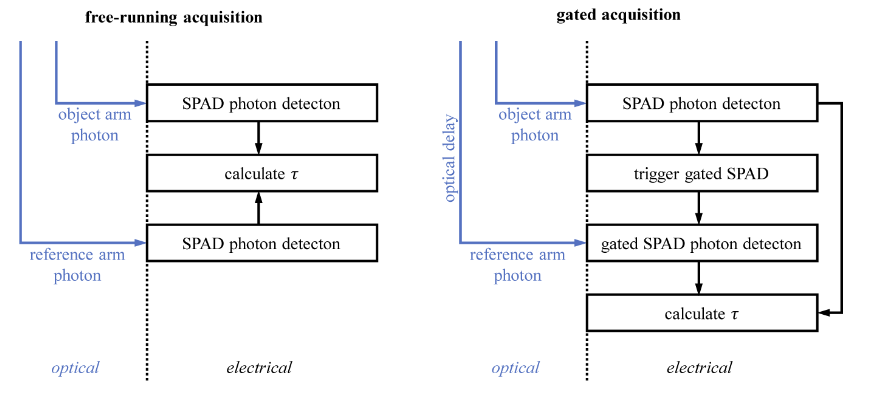 free-running acquisition
SPAD photon detecton
object arm
photon
calculate τ
SPAD photon detecton
reference arm
photon
optical
electrical
gated acquisition
SPAD photon detecton
object arm
photon
optical delay
trigger gated SPAD
gated SPAD photon detecton
reference arm
photon
calculate τ
optical
electrical